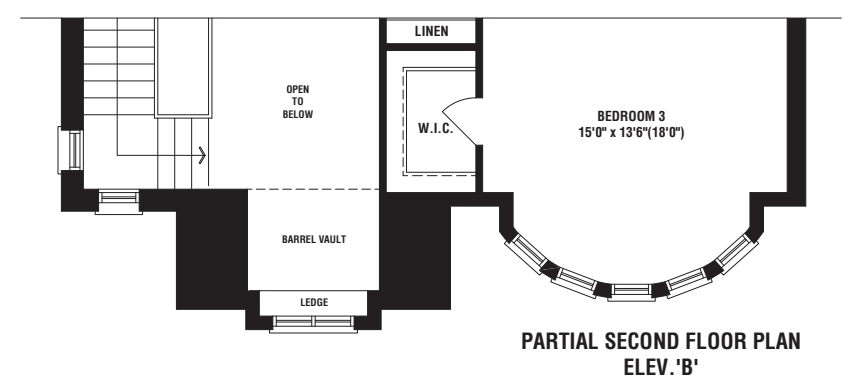 LINEN
OPEN
TO
BELOW
W.I.C.
BEDROOM 3
15'0" x 13'6"(18'0")
BARREL VAULT
LEDGE
PARTIAL SECOND FLOOR PLAN
ELEV.'B'